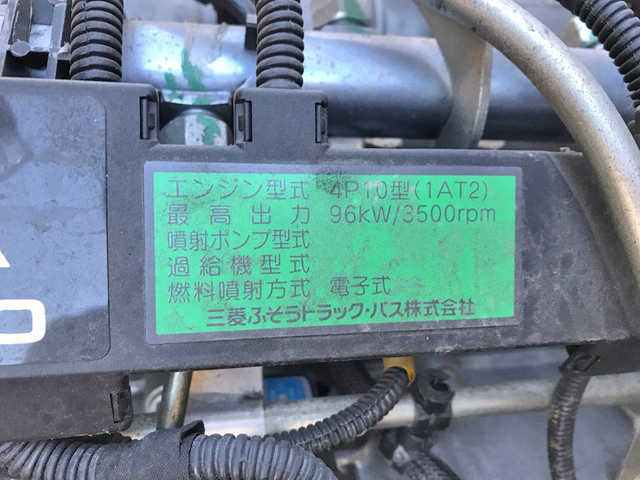 エンジン型式 4P10型(1AT2)
最高出力 96kW/3500rpm
噴射ポンプ型式
過給機型式
燃料噴射方式 電子式
三菱ふそうトラック・バス株式会社